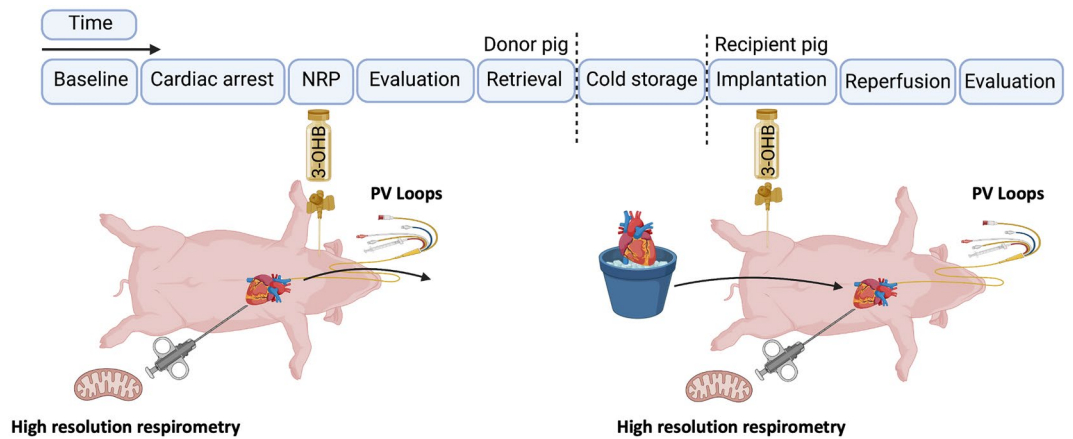 Time
Donor pig
Recipient pig
Baseline
Cardiac arrest
NRP
Evaluation
Retrieval
Cold storage
Implantation
Reperfusion
Evaluation
3-OHB
3-OHB
PV Loops
PV Loops
High resolution respirometry
High resolution respirometry